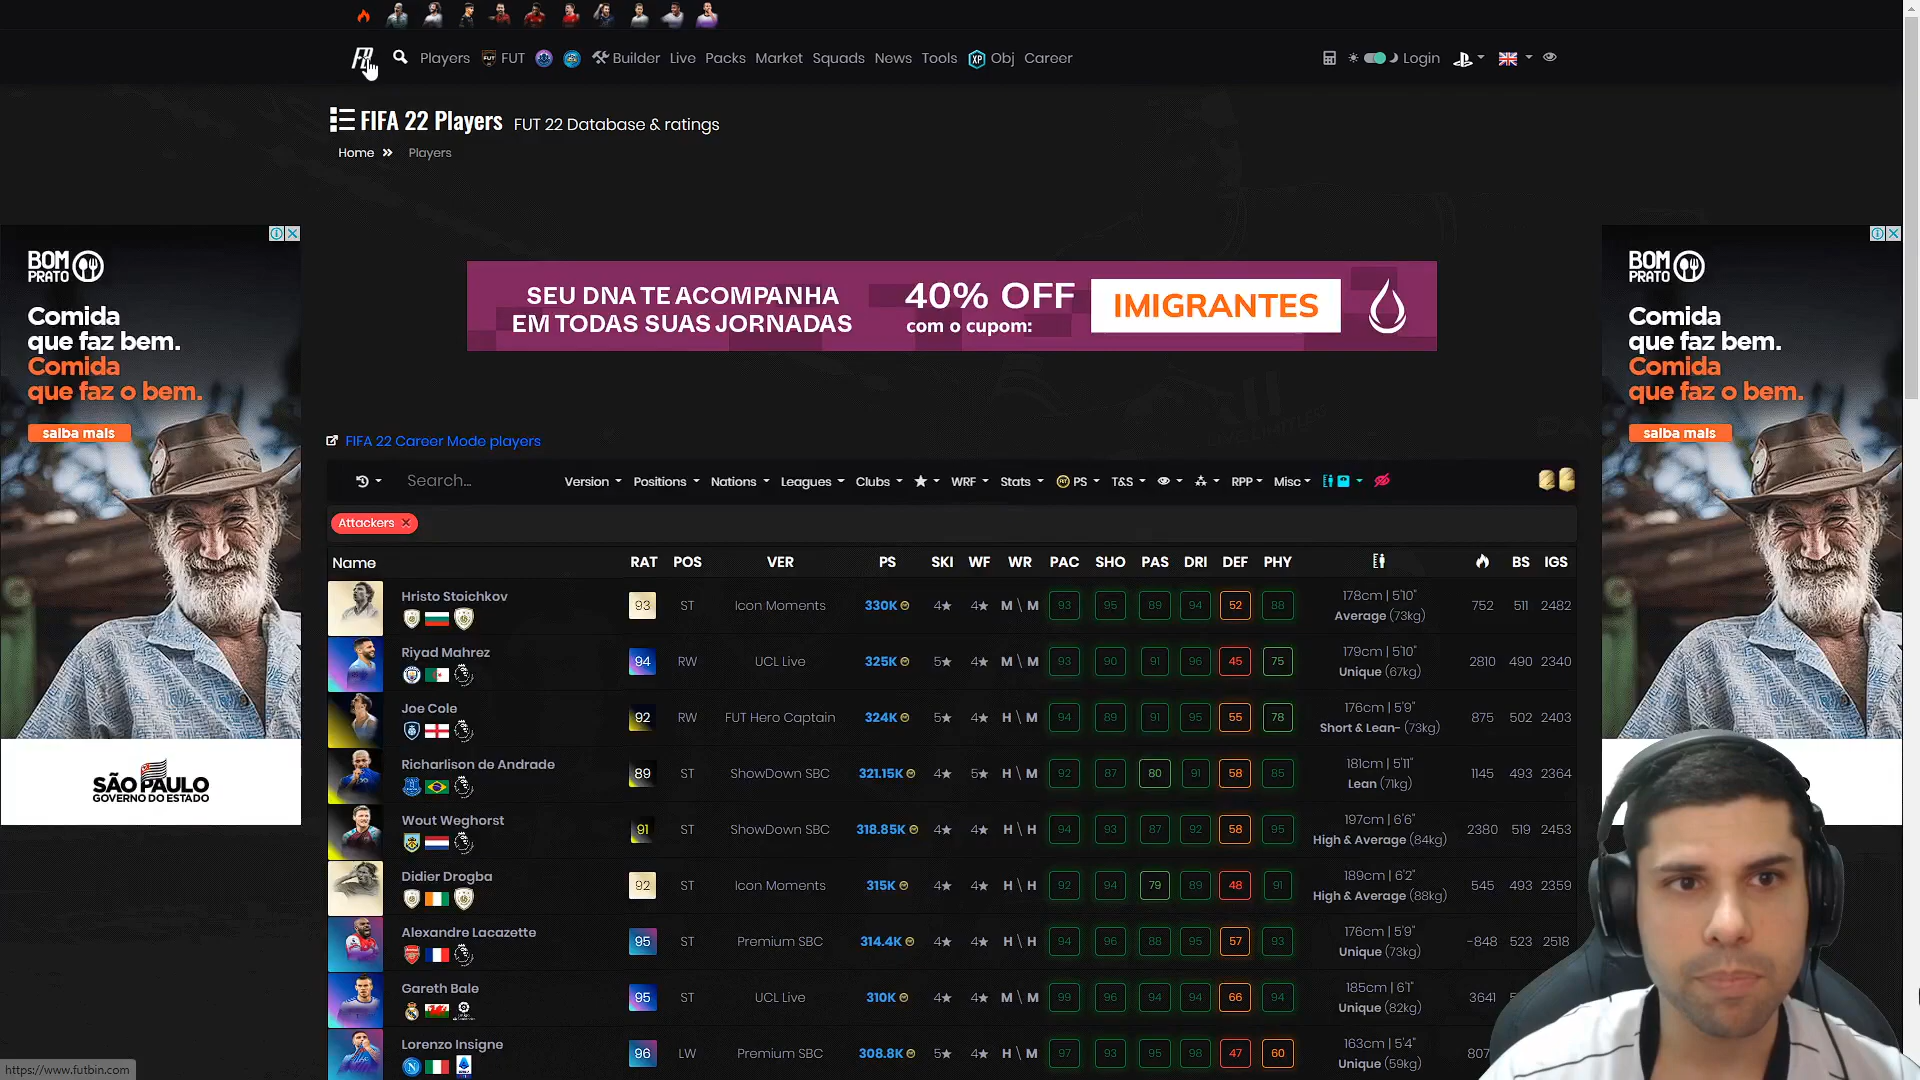 Players FUT Builder Live Packs Market Squads News Tools XP Obj Career Login
FIFA 22 Players FUT 22 Database & ratings
Home » Players
BOM PRATO
Comida
que faz bem.
Comida
que faz o bem.
saiba mais
SÃO PAULO
GOVERNO DO ESTADO
SEU DNA TE ACOMPANHA
EM TODAS SUAS JORNADAS
40% OFF
com o cupom:
IMIGRANTES
BOM PRATO
Comida
que faz bem.
Comida
que faz o bem.
saiba mais
FIFA 22 Career Mode players
Search... Version Positions Nations Leagues Clubs WRF Stats PS T&S RPP Misc
Attackers ×
Name RAT POS VER PS SKI WF WR PAC SHO PAS DRI DEF PHY BS IGS
Hristo Stoichkov 93 ST Icon Moments 330K 4★ 4★ M \ M 93 95 89 94 52 88 178cm | 5'10" Average (73kg) 752 511 2482
Riyad Mahrez 94 RW UCL Live 325K 5★ 4★ M \ M 93 90 91 96 45 75 179cm | 5'10" Unique (67kg) 2810 490 2340
Joe Cole 92 RW FUT Hero Captain 324K 5★ 4★ H \ M 94 89 91 95 55 78 176cm | 5'9" Short & Lean- (73kg) 875 502 2403
Richarlison de Andrade 89 ST ShowDown SBC 321.15K 4★ 5★ H \ M 92 87 80 91 58 85 181cm | 5'11" Lean (71kg) 1145 493 2364
Wout Weghorst 91 ST ShowDown SBC 318.85K 4★ 4★ H \ H 94 93 87 92 58 95 197cm | 6'6" High & Average (84kg) 2380 519 2453
Didier Drogba 92 ST Icon Moments 315K 4★ 4★ H \ H 92 94 79 89 48 91 189cm | 6'2" High & Average (88kg) 545 493 2359
Alexandre Lacazette 95 ST Premium SBC 314.4K 4★ 4★ H \ H 94 96 88 95 57 93 176cm | 5'9" Unique (73kg) -848 523 2518
Gareth Bale 95 ST UCL Live 310K 4★ 4★ M \ M 99 96 94 94 66 94 185cm | 6'1" Unique (82kg) 3641
Lorenzo Insigne 96 LW Premium SBC 308.8K 5★ 4★ H \ M 97 93 95 98 47 60 163cm | 5'4" Unique (59kg) 807
https://www.futbin.com